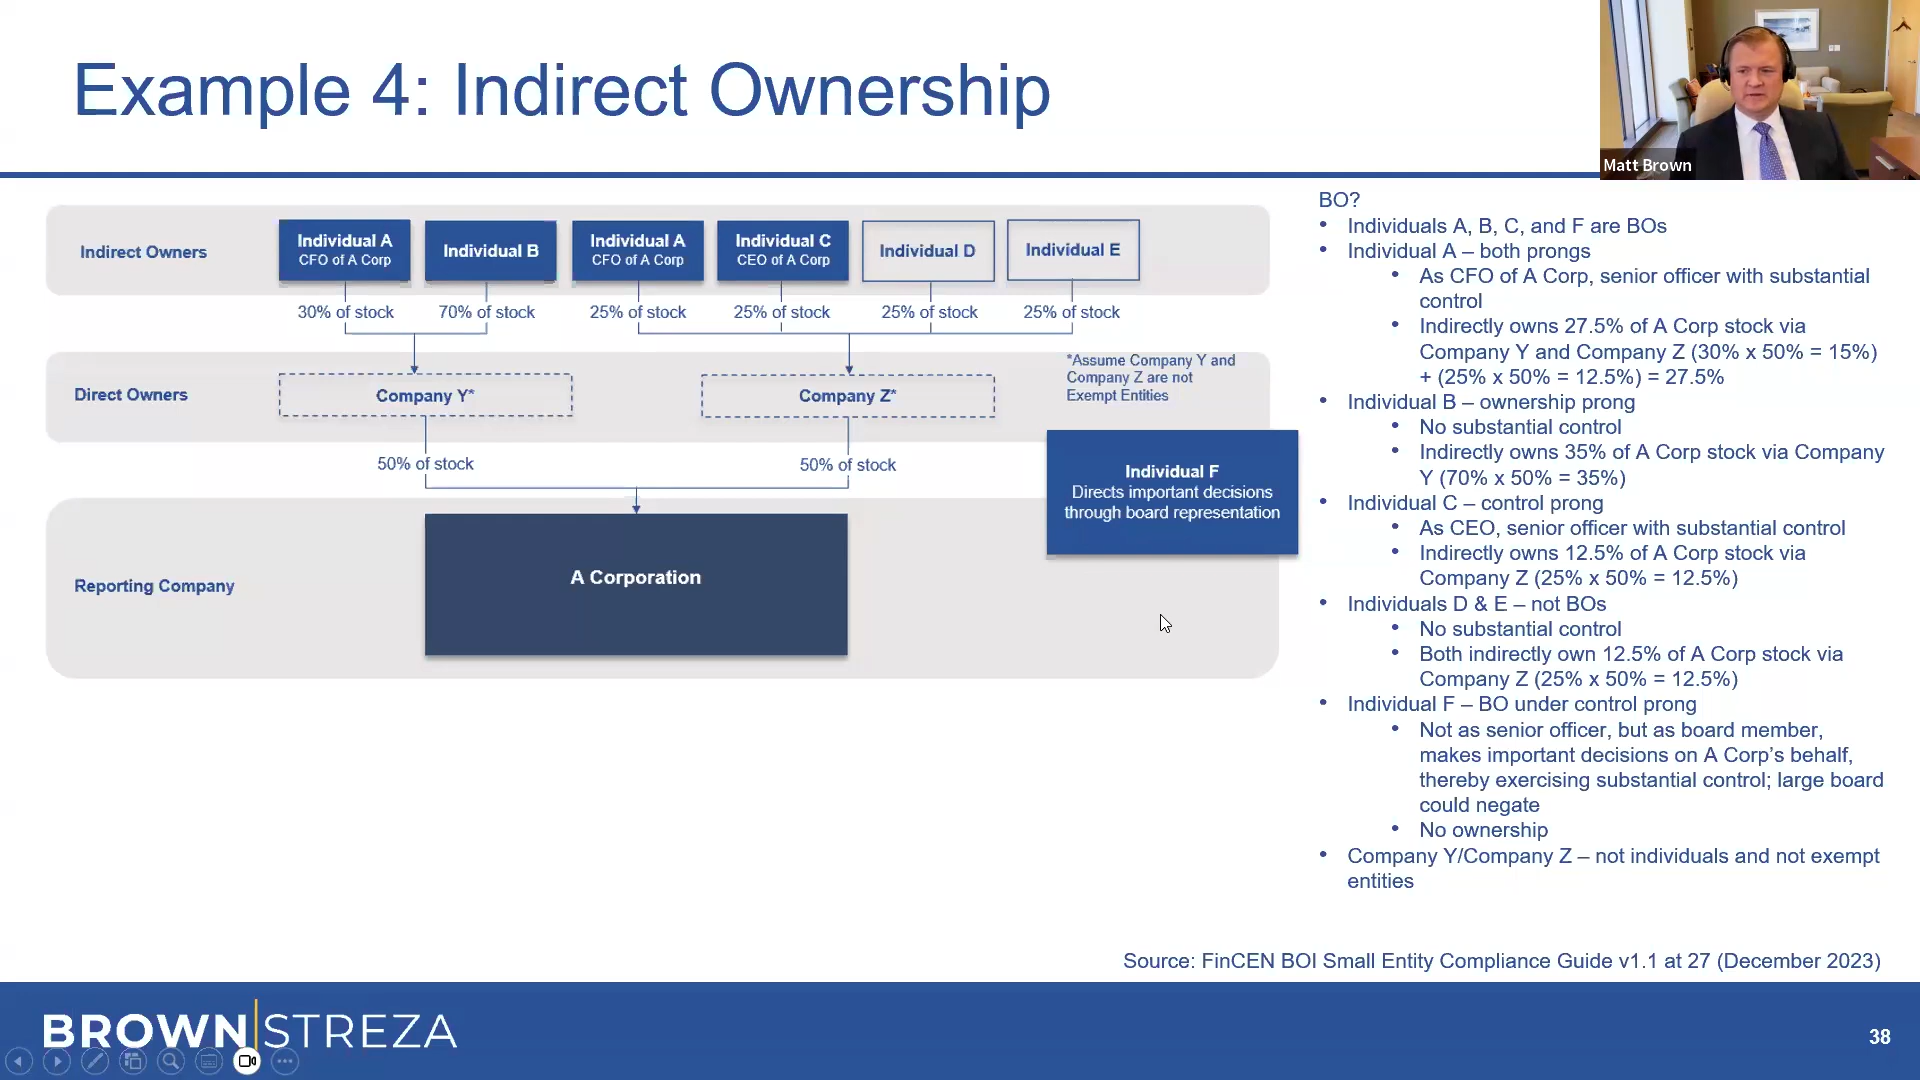 Example 4: Indirect Ownership
Matt Brown
Indirect Owners
Individual A
CFO of A Corp
Individual B
Individual A
CFO of A Corp
Individual C
CEO of A Corp
Individual D
Individual E
30% of stock
70% of stock
25% of stock
25% of stock
25% of stock
25% of stock
Direct Owners
Company Y*
Company Z*
*Assume Company Y and
Company Z are not
Exempt Entities
50% of stock
50% of stock
Individual F
Directs important decisions
through board representation
Reporting Company
A Corporation
BO?
• Individuals A, B, C, and F are BOs
• Individual A – both prongs
• As CFO of A Corp, senior officer with substantial
control
• Indirectly owns 27.5% of A Corp stock via
Company Y and Company Z (30% x 50% = 15%)
+ (25% x 50% = 12.5%) = 27.5%
• Individual B – ownership prong
• No substantial control
• Indirectly owns 35% of A Corp stock via Company
Y (70% x 50% = 35%)
• Individual C – control prong
• As CEO, senior officer with substantial control
• Indirectly owns 12.5% of A Corp stock via
Company Z (25% x 50% = 12.5%)
• Individuals D & E – not BOs
• No substantial control
• Both indirectly own 12.5% of A Corp stock via
Company Z (25% x 50% = 12.5%)
• Individual F – BO under control prong
• Not as senior officer, but as board member,
makes important decisions on A Corp’s behalf,
thereby exercising substantial control; large board
could negate
• No ownership
• Company Y/Company Z – not individuals and not exempt
entities
Source: FinCEN BOI Small Entity Compliance Guide v1.1 at 27 (December 2023)
BROWN|STREZA
38